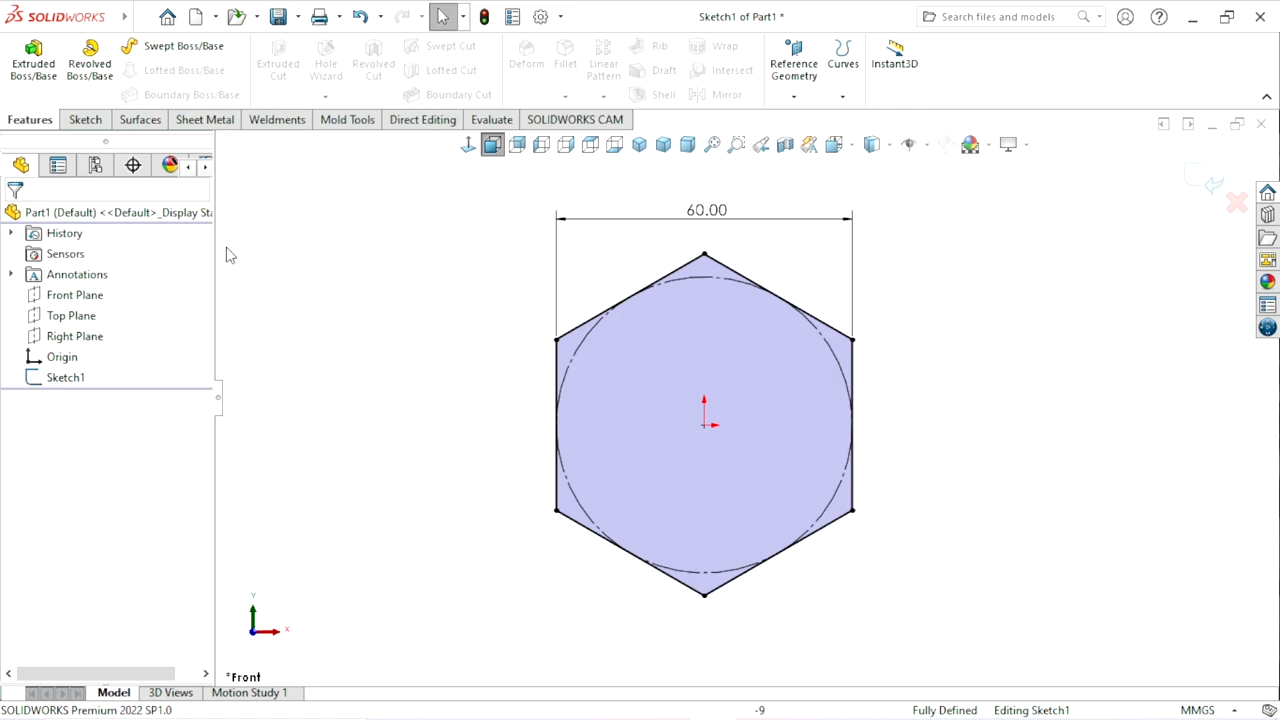 SOLIDWORKS
Sketch1 of Part1 *
Search files and models
Extruded Boss/Base
Revolved Boss/Base
Swept Boss/Base
Lofted Boss/Base
Boundary Boss/Base
Extruded Cut
Hole Wizard
Revolved Cut
Swept Cut
Lofted Cut
Boundary Cut
Deform
Fillet
Linear Pattern
Rib
Draft
Shell
Wrap
Intersect
Mirror
Reference Geometry
Curves
Instant3D
Features Sketch Surfaces Sheet Metal Weldments Mold Tools Direct Editing Evaluate SOLIDWORKS CAM
Part1 (Default) <<Default>_Display Sta
History
Sensors
Annotations
Front Plane
Top Plane
Right Plane
Origin
Sketch1
60.00
Y
X
*Front
Model 3D Views Motion Study 1
SOLIDWORKS Premium 2022 SP1.0
-9
Fully Defined
Editing Sketch1
MMGS